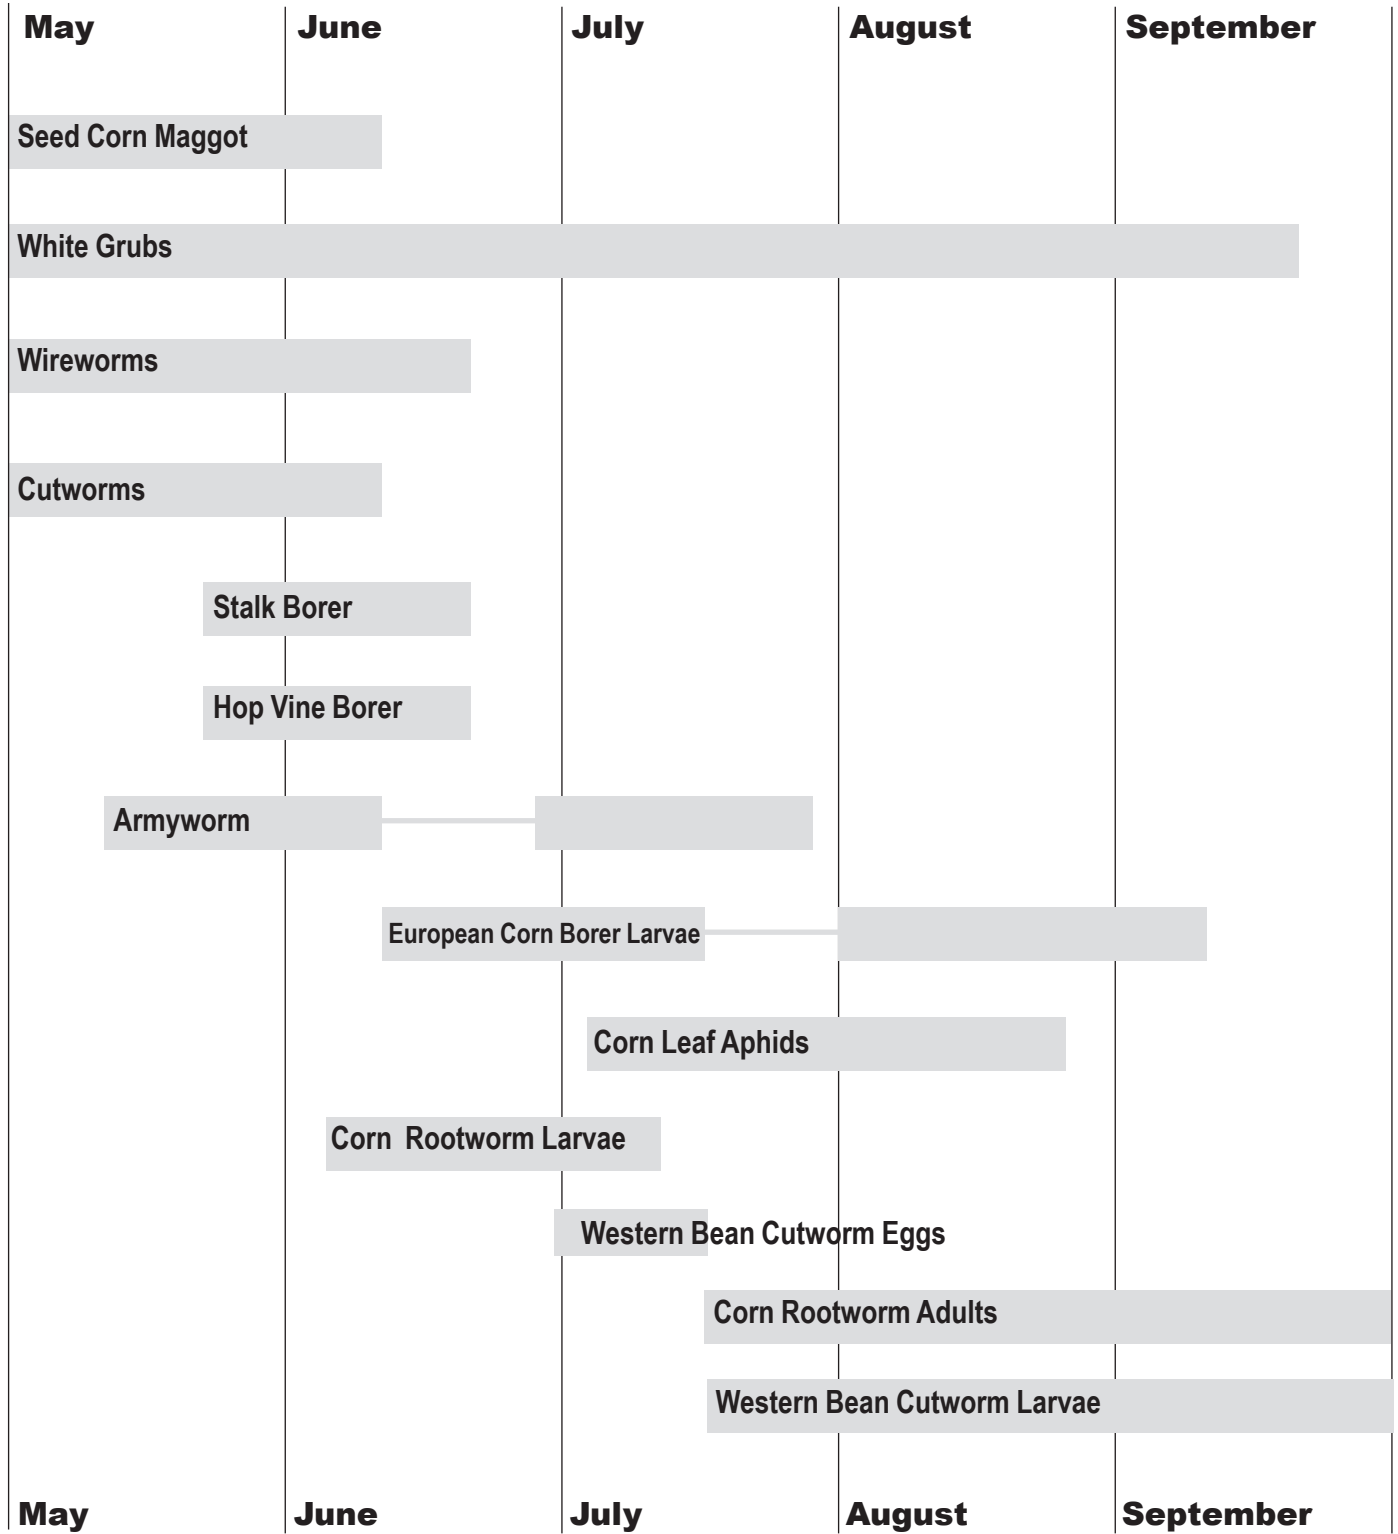 May June July August September
Seed Corn Maggot
White Grubs
Wireworms
Cutworms
Stalk Borer
Hop Vine Borer
Armyworm
European Corn Borer Larvae
Corn Leaf Aphids
Corn Rootworm Larvae
Western Bean Cutworm Eggs
Corn Rootworm Adults
Western Bean Cutworm Larvae
May June July August September